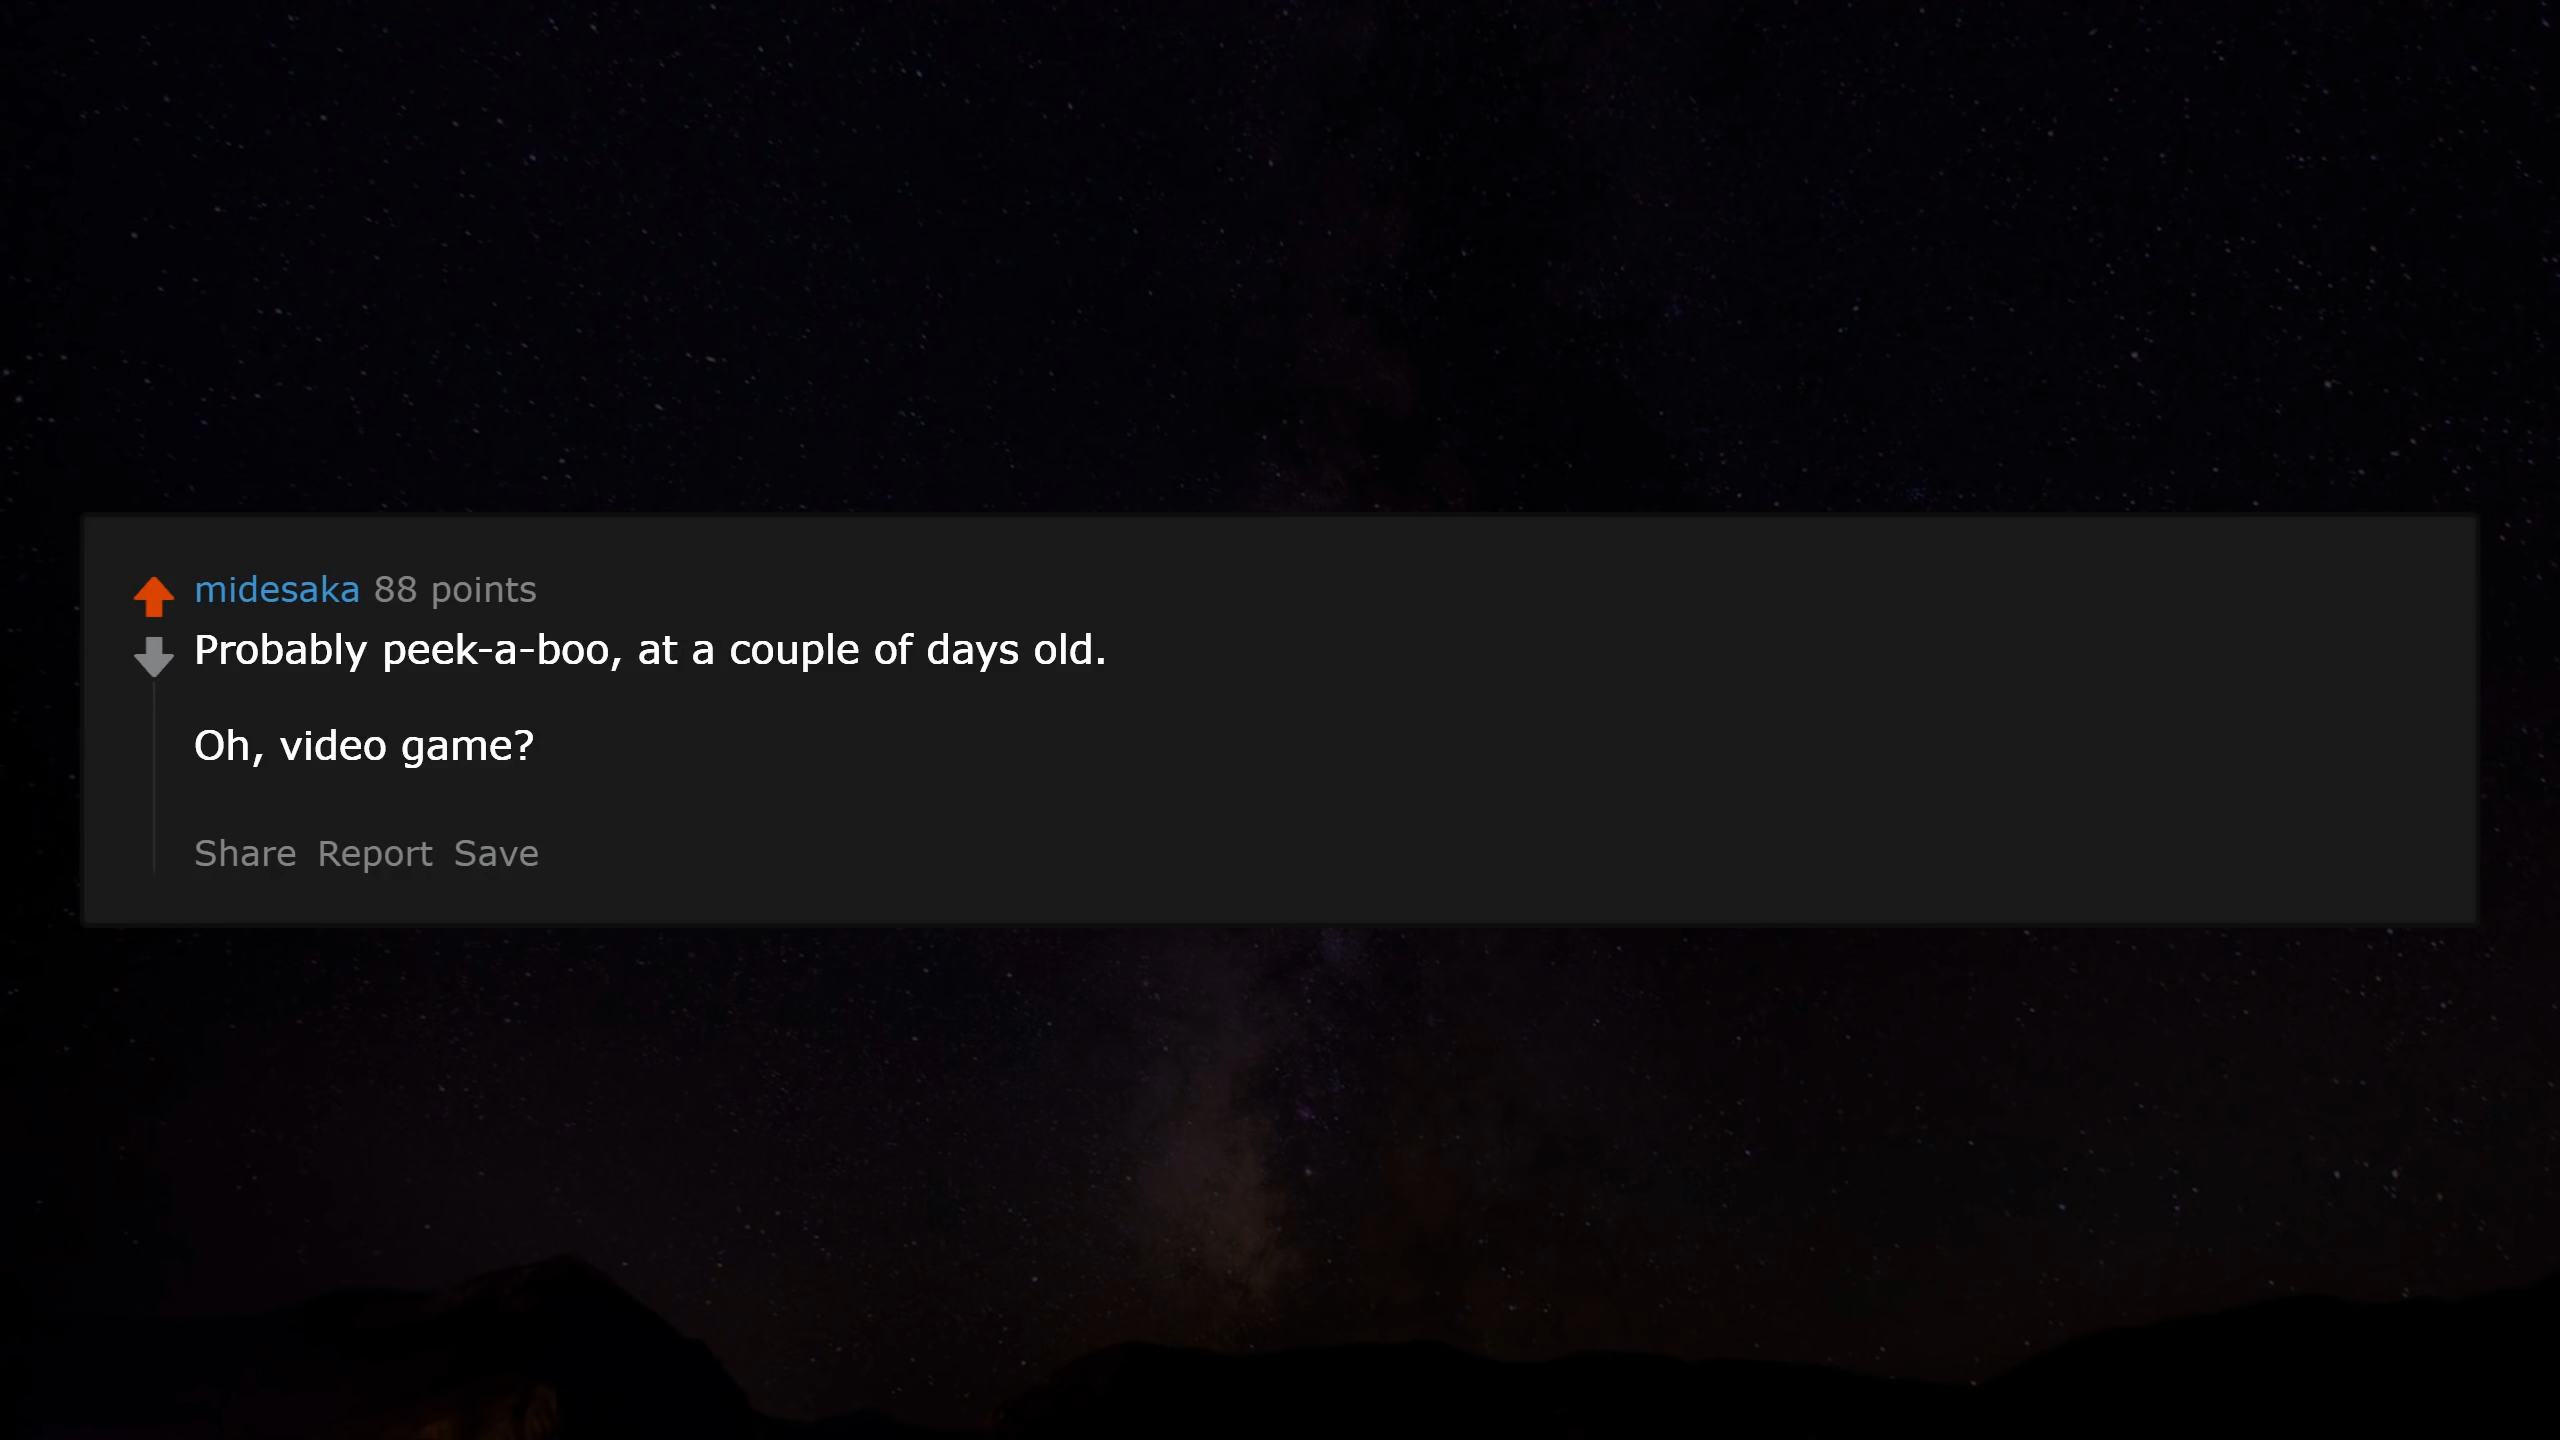 midesaka 88 points
Probably peek-a-boo, at a couple of days old.
Oh, video game?
Share Report Save